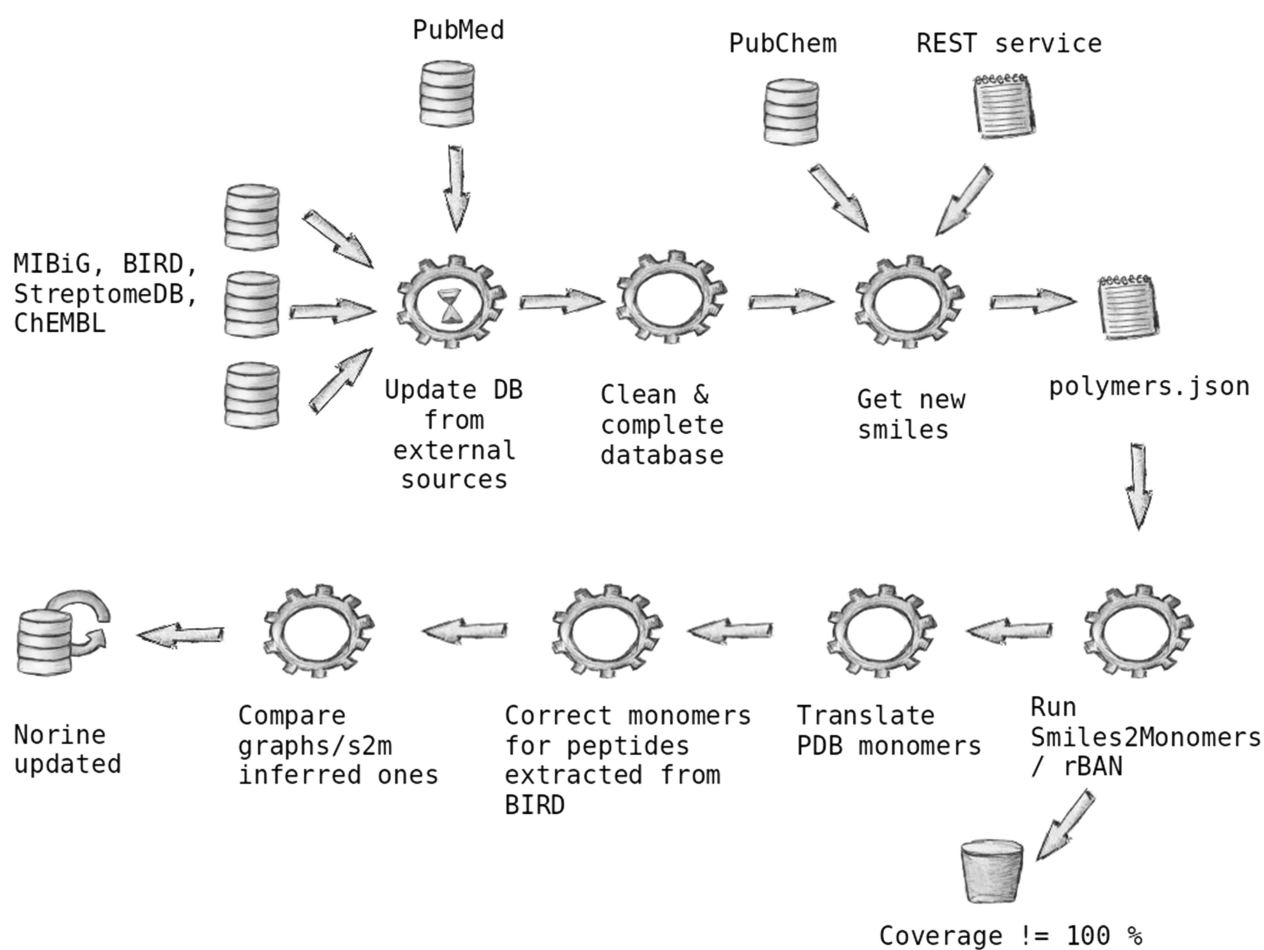 PubMed
PubChem
REST service
MIBiG, BIRD,
StreptomeDB,
ChEMBL
Update DB
from
external
sources
Clean &
complete
database
Get new
smiles
polymers.json
Norine
updated
Compare
graphs/s2m
inferred ones
Correct monomers
for peptides
extracted from
BIRD
Translate
PDB monomers
Run
Smiles2Monomers
/ rBAN
Coverage != 100 %